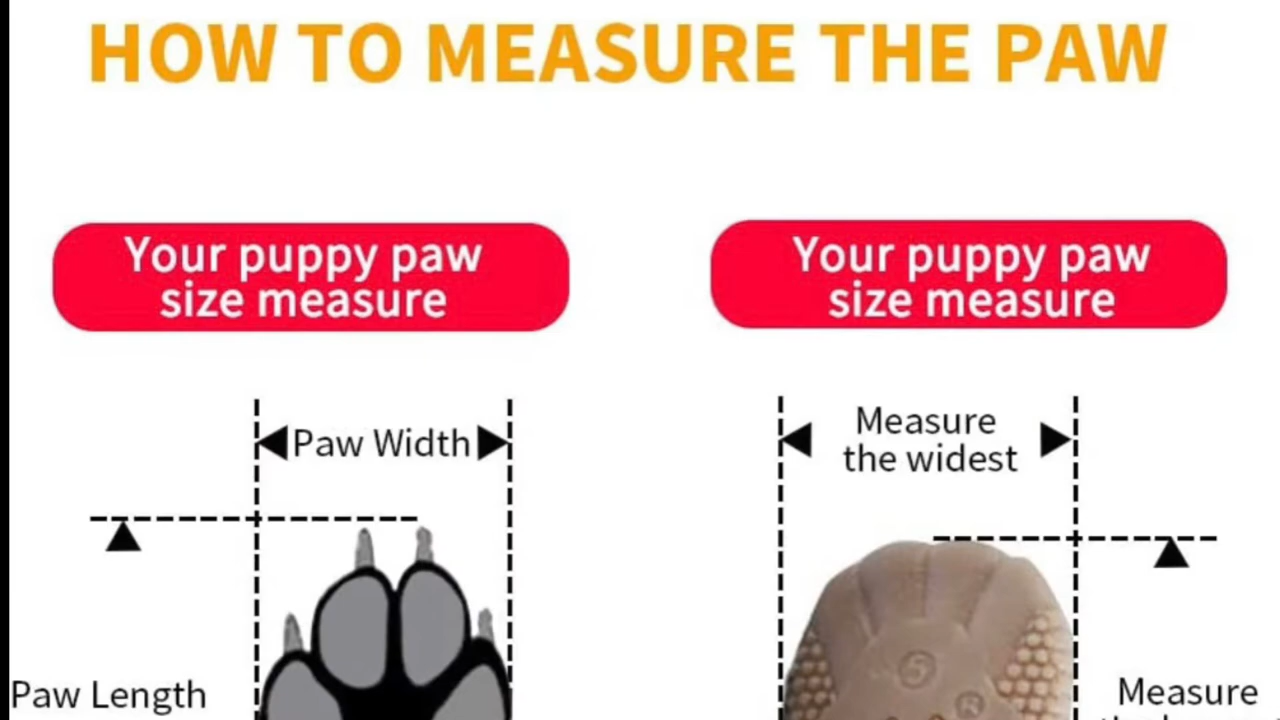 HOW TO MEASURE THE PAW
Your puppy paw
size measure
Your puppy paw
size measure
Paw Width
Measure
the widest
5
®
Paw Length
Measure